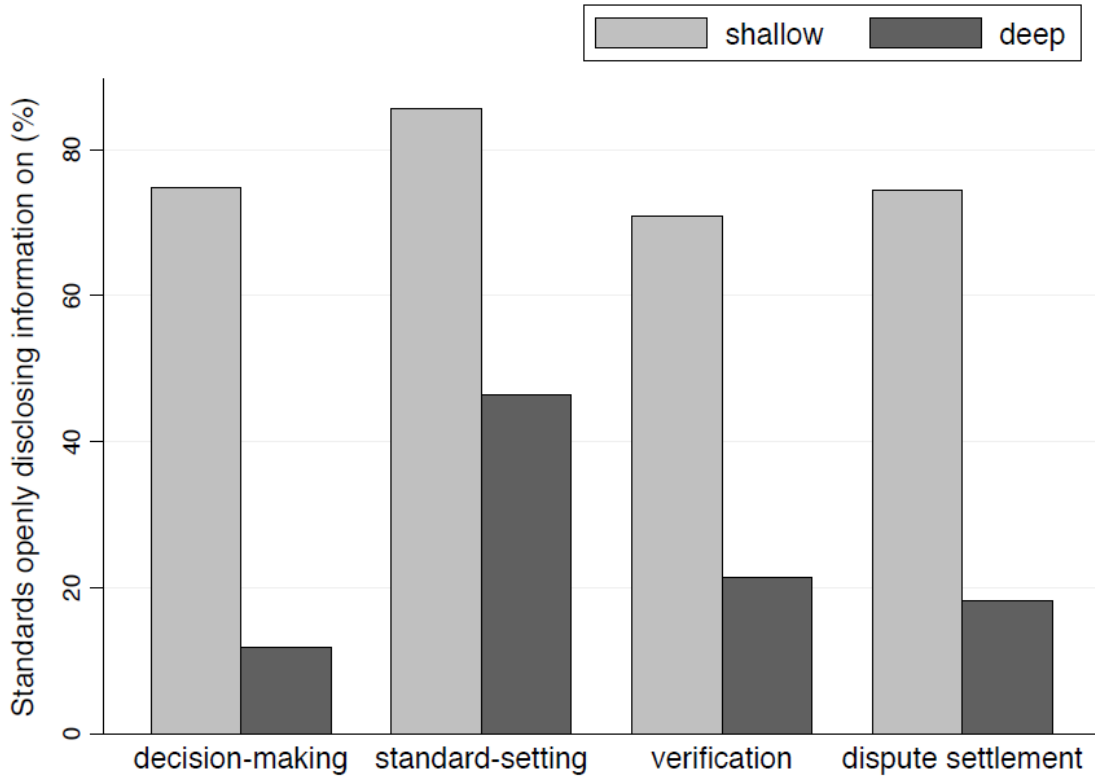 shallow deep
Standards openly disclosing information on (%)
80
60
40
20
0
decision-making standard-setting verification dispute settlement